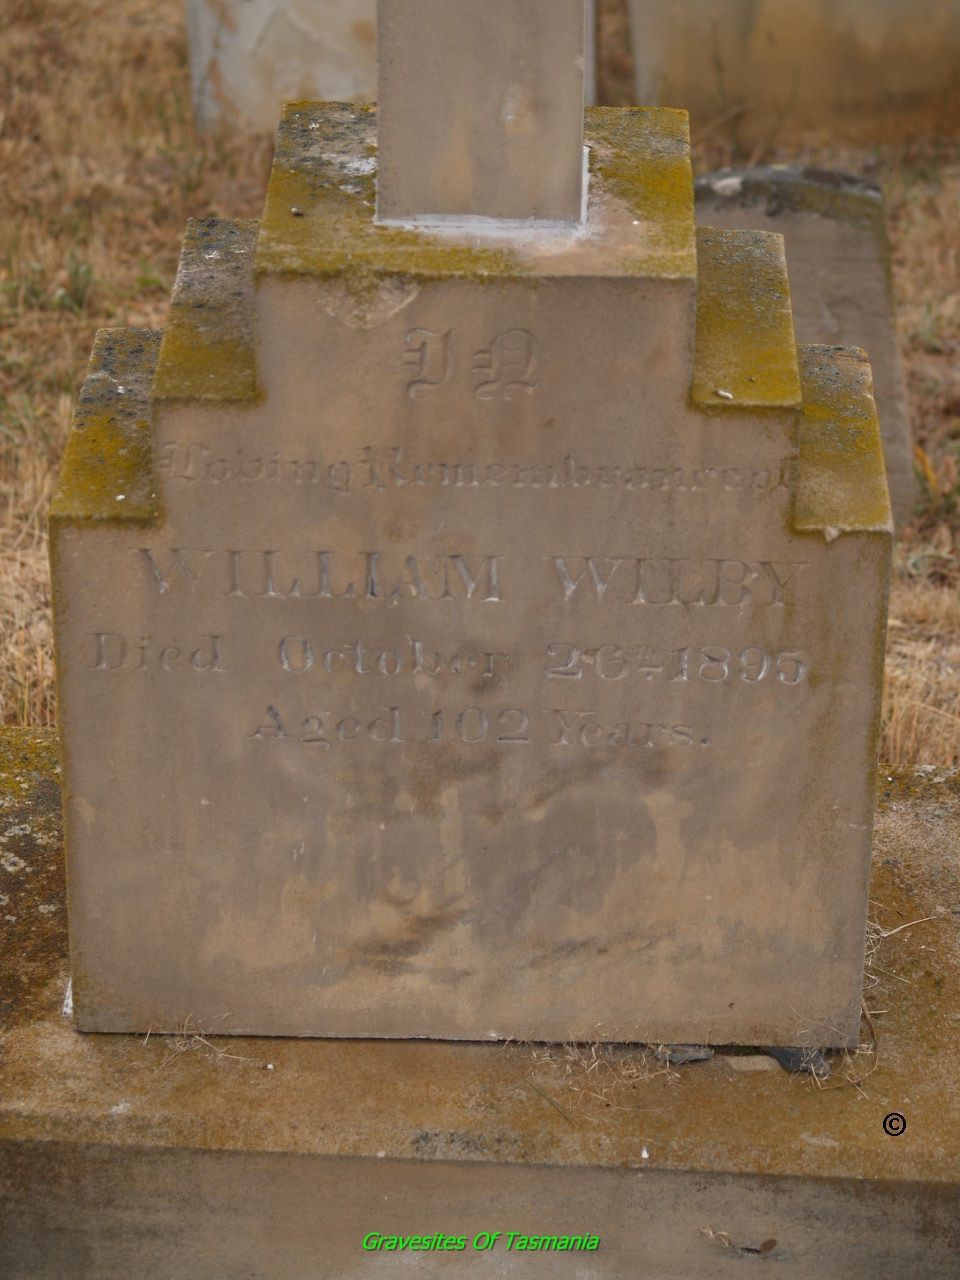 In
Loving Remembrance of
WILLIAM WILBY
Died October 26th 1895
Aged 102 Years.
©
Gravesites Of Tasmania